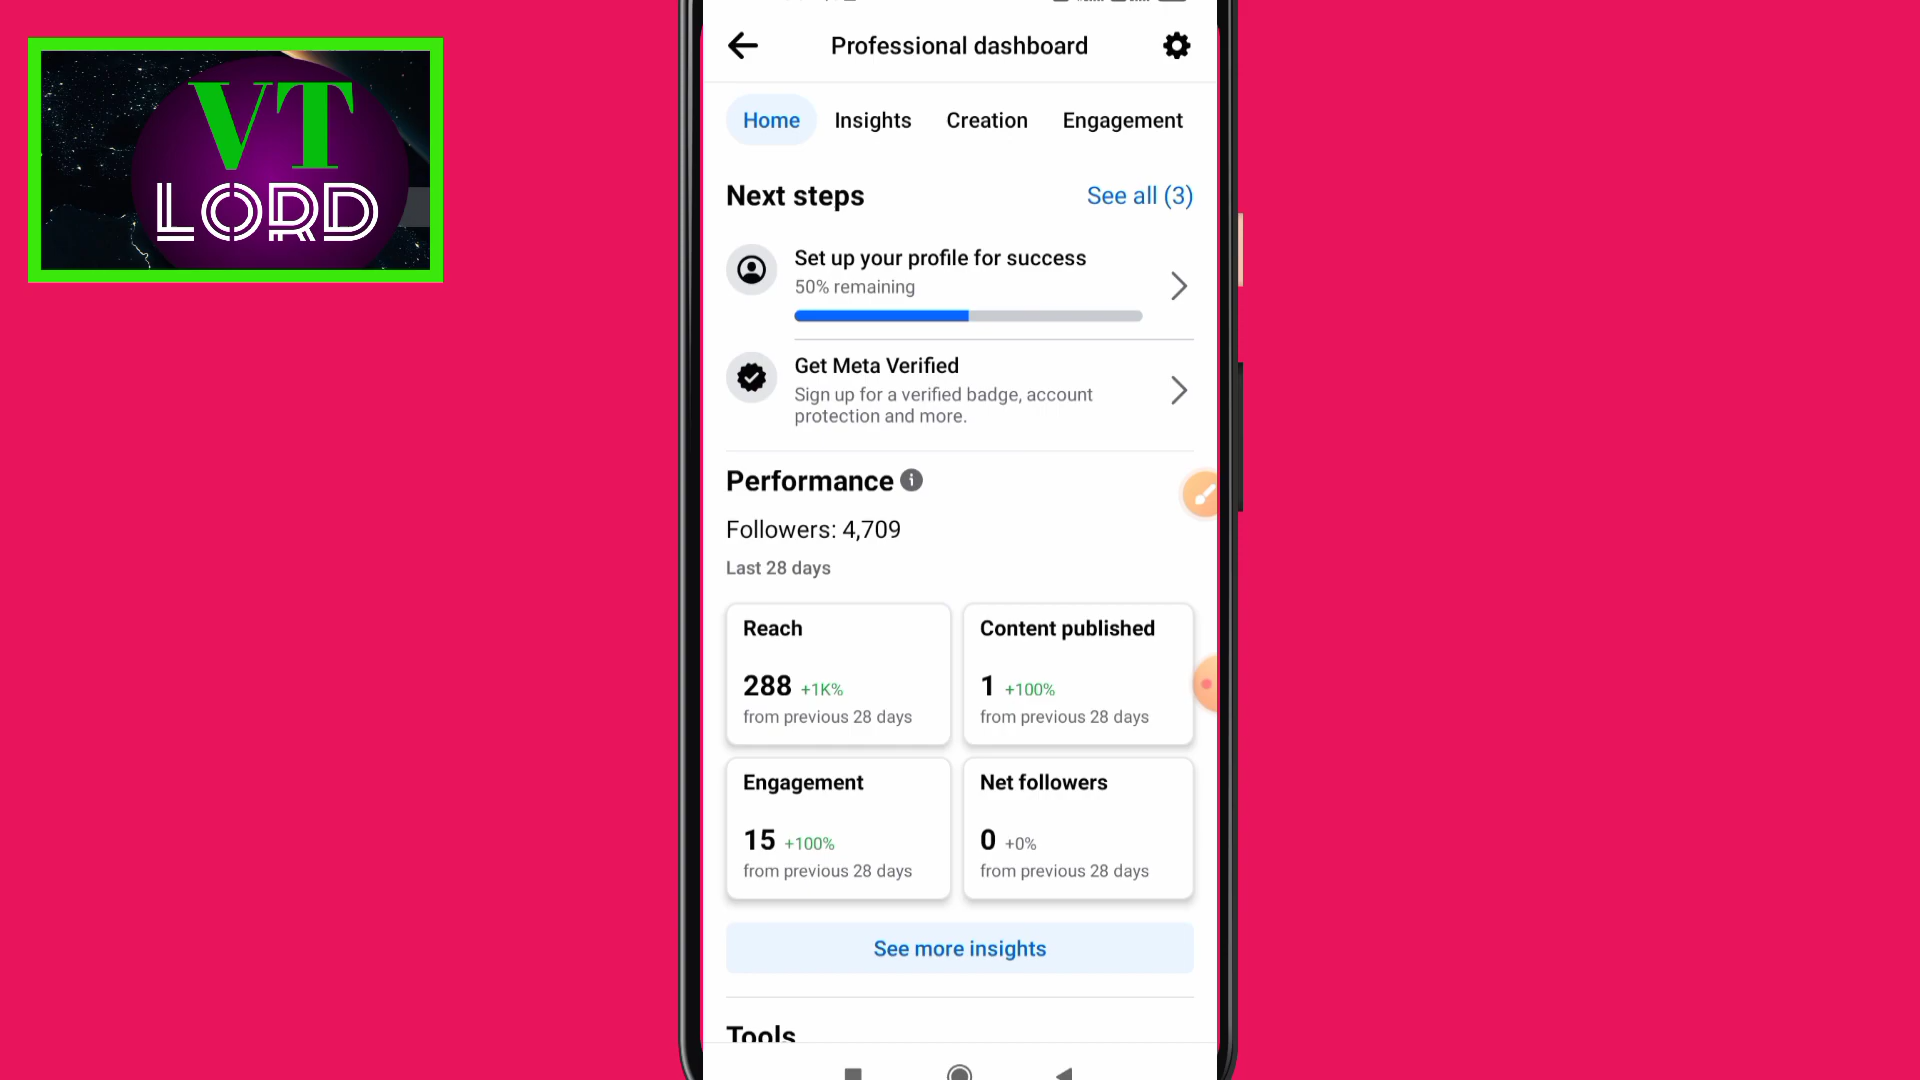 VT
LORD
Professional dashboard
Home Insights Creation Engagement
Next steps See all (3)
Set up your profile for success
50% remaining
Get Meta Verified
Sign up for a verified badge, account
protection and more.
Performance
Followers: 4,709
Last 28 days
Reach
288 +1K%
from previous 28 days
Content published
1 +100%
from previous 28 days
Engagement
15 +100%
from previous 28 days
Net followers
0 +0%
from previous 28 days
See more insights
Tools